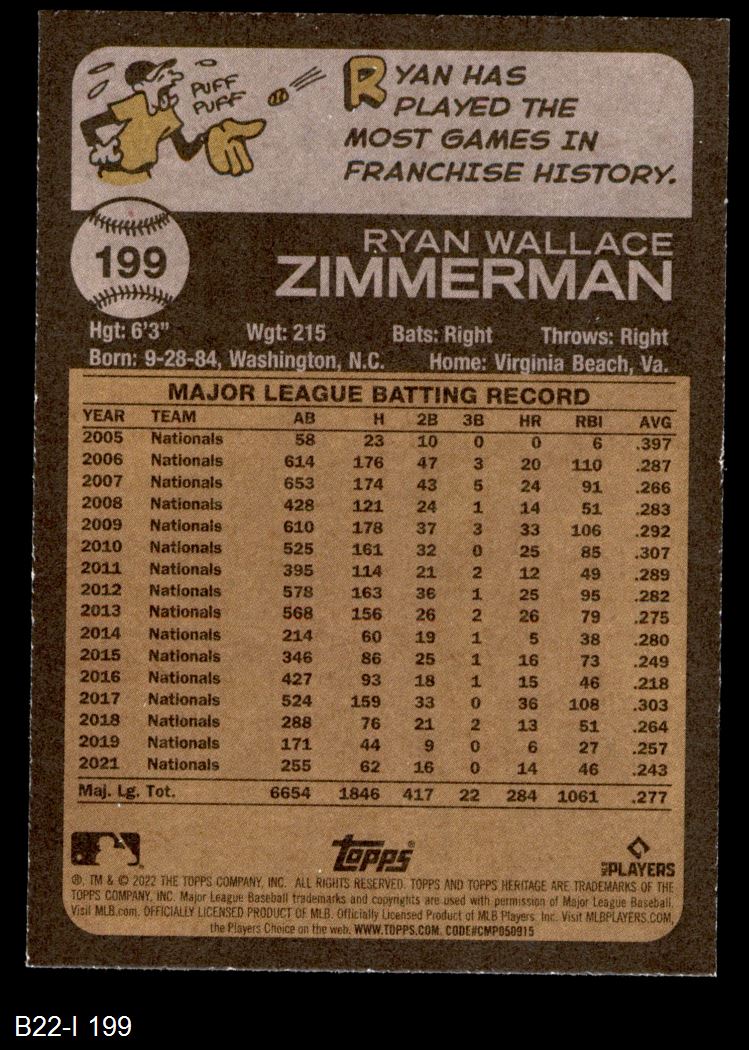 PUFF
PUFF
RYAN HAS
PLAYED THE
MOST GAMES IN
FRANCHISE HISTORY.
199
RYAN WALLACE
ZIMMERMAN
Hgt: 6'3" Wgt: 215 Bats: Right Throws: Right
Born: 9-28-84, Washington, N.C. Home: Virginia Beach, Va.
MAJOR LEAGUE BATTING RECORD
YEAR TEAM AB H 2B 3B HR RBI AVG
2005 Nationals 58 23 10 0 0 6 .397
2006 Nationals 614 176 47 3 20 110 .287
2007 Nationals 653 174 43 5 24 91 .266
2008 Nationals 428 121 24 1 14 51 .283
2009 Nationals 610 178 37 3 33 106 .292
2010 Nationals 525 161 32 0 25 85 .307
2011 Nationals 395 114 21 2 12 49 .289
2012 Nationals 578 163 36 1 25 95 .282
2013 Nationals 568 156 26 2 26 79 .275
2014 Nationals 214 60 19 1 5 38 .280
2015 Nationals 346 86 25 1 16 73 .249
2016 Nationals 427 93 18 1 15 46 .218
2017 Nationals 524 159 33 0 36 108 .303
2018 Nationals 288 76 21 2 13 51 .264
2019 Nationals 171 44 9 0 6 27 .257
2021 Nationals 255 62 16 0 14 46 .243
Maj. Lg. Tot. 6654 1846 417 22 284 1061 .277
topps® PLAYERS
®, TM & © 2022 THE TOPPS COMPANY, INC. ALL RIGHTS RESERVED. TOPPS AND TOPPS HERITAGE ARE TRADEMARKS OF THE
TOPPS COMPANY, INC. Major League Baseball trademarks and copyrights are used with permission of Major League Baseball.
Visit MLB.com. OFFICIALLY LICENSED PRODUCT OF MLB. Officially Licensed Product of MLB Players, Inc. Visit MLBPLAYERS.COM,
the Players Choice on the web. WWW.TOPPS.COM. CODE#CMP050915
B22-I 199